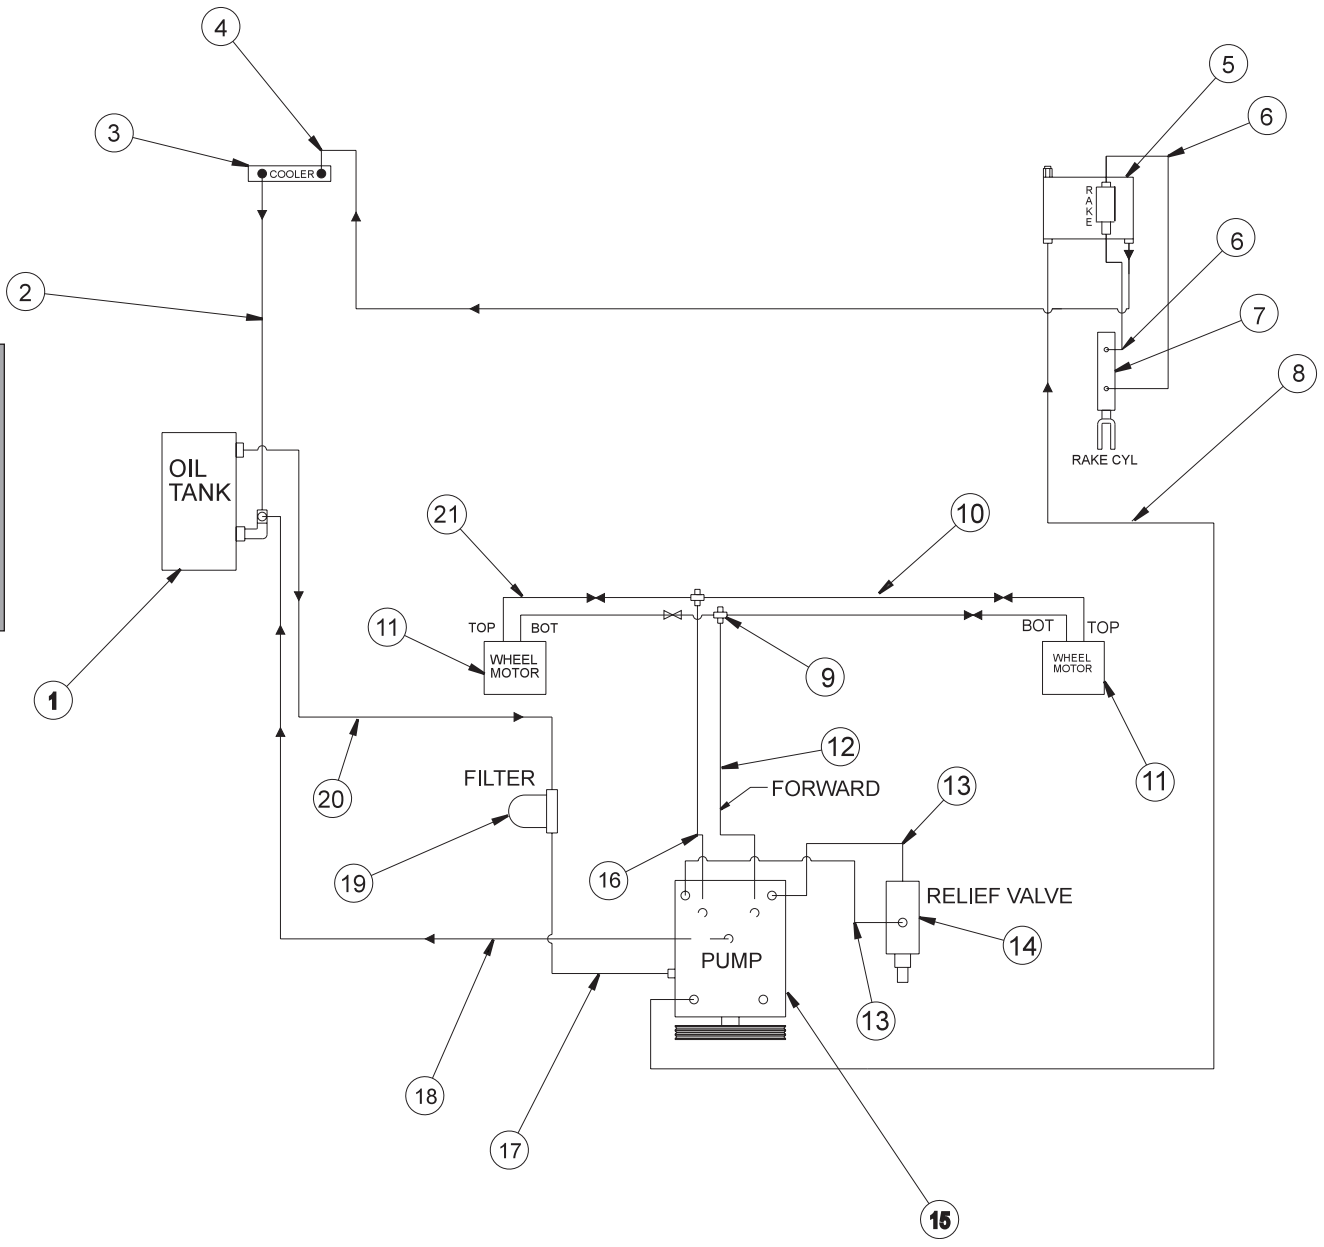 4
5
3
6
COOLER
RAKE
6
2
7
8
RAKE CYL
OIL
TANK
21
10
11
TOP
BOT
BOT
TOP
WHEEL
MOTOR
WHEEL
MOTOR
9
1
12
11
FILTER
FORWARD
13
20
16
19
RELIEF VALVE
14
PUMP
13
18
17
15